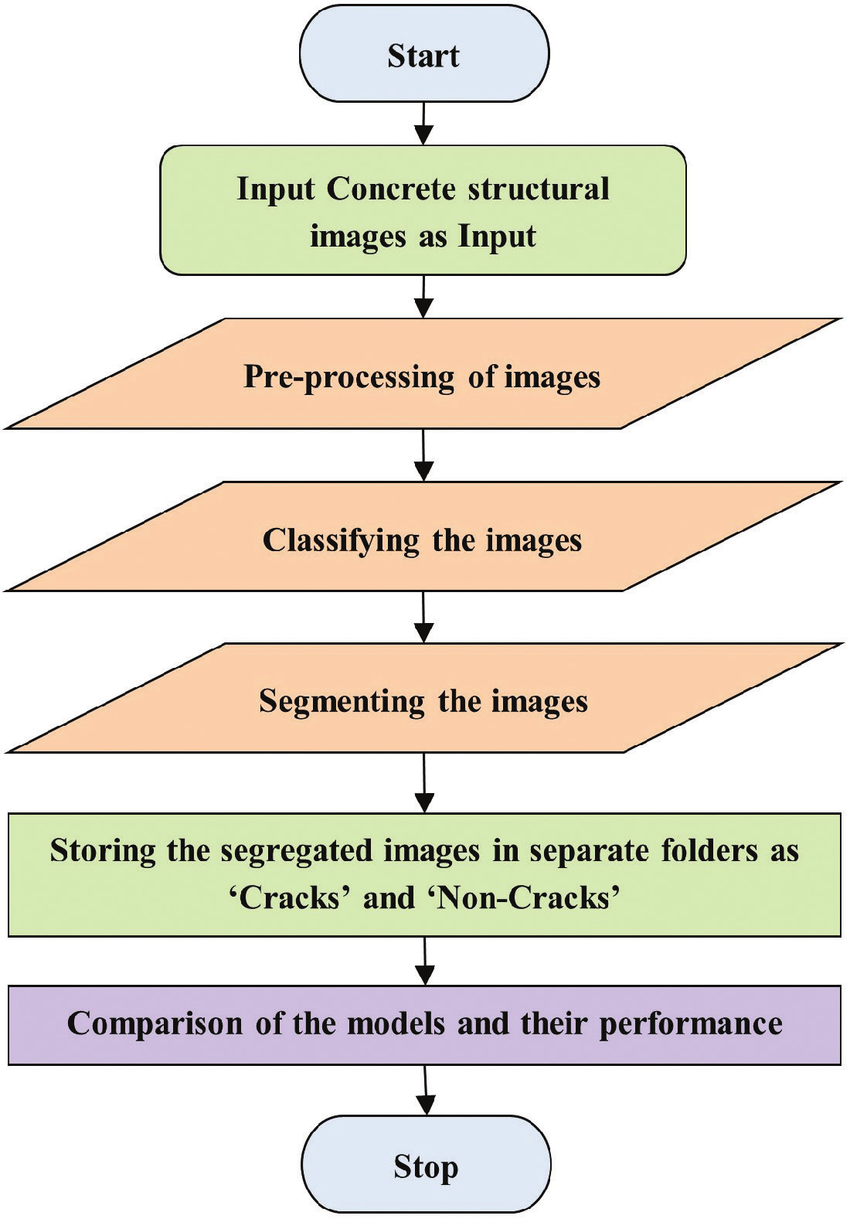 Start
Input Concrete structural
images as Input
Pre-processing of images
Classifying the images
Segmenting the images
Storing the segregated images in separate folders as
‘Cracks’ and ‘Non-Cracks’
Comparison of the models and their performance
Stop